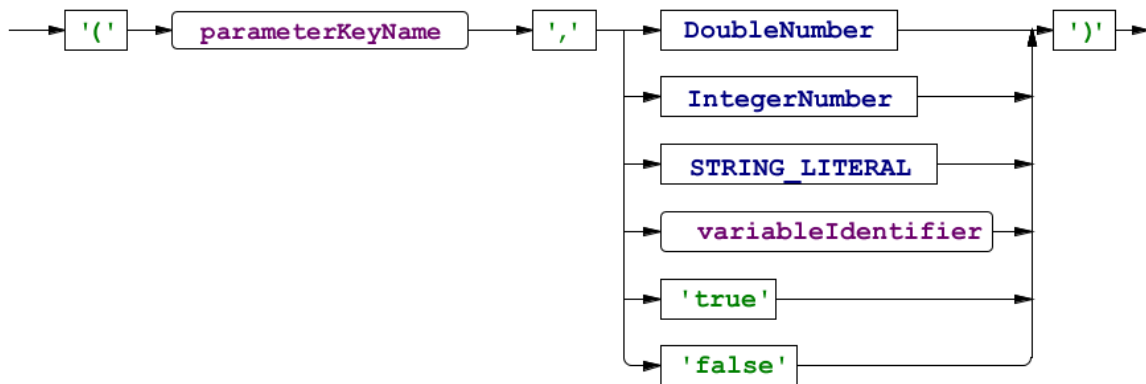 '(' parameterKeyName ',' DoubleNumber ')'
IntegerNumber
STRING_LITERAL
variableIdentifier
'true'
'false'